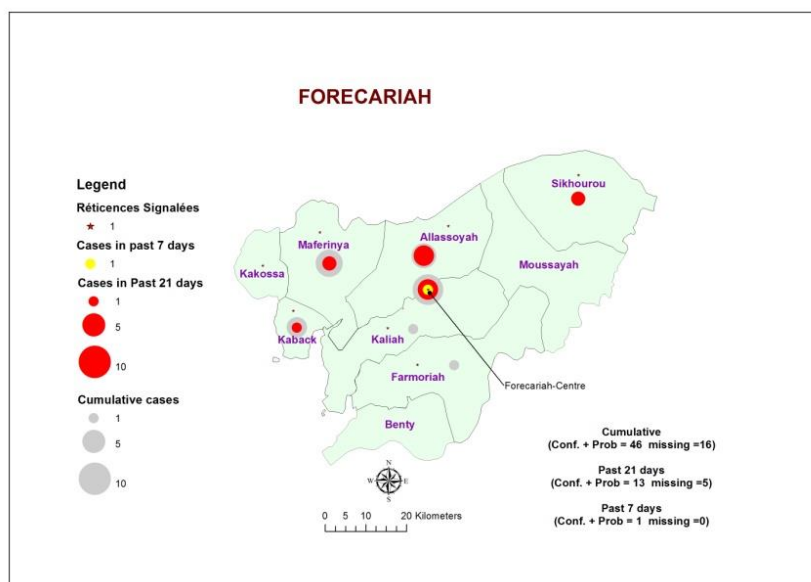 FORECARIAH
Legend
Réticences Signalées
1
Cases in past 7 days
1
Cases in Past 21 days
1
5
10
Cumulative cases
1
5
10
Sikhourou
Allassoyah
Maferinya
Moussayah
Kakossa
Kaback
Kaliah
Farmoriah
Forecariah-Centre
Benty
Cumulative
(Conf. + Prob = 46 missing =16)
Past 21 days
(Conf. + Prob = 13 missing =5)
Past 7 days
(Conf. + Prob = 1 missing =0)
N
W E
S
0 5 10 20 Kilometers